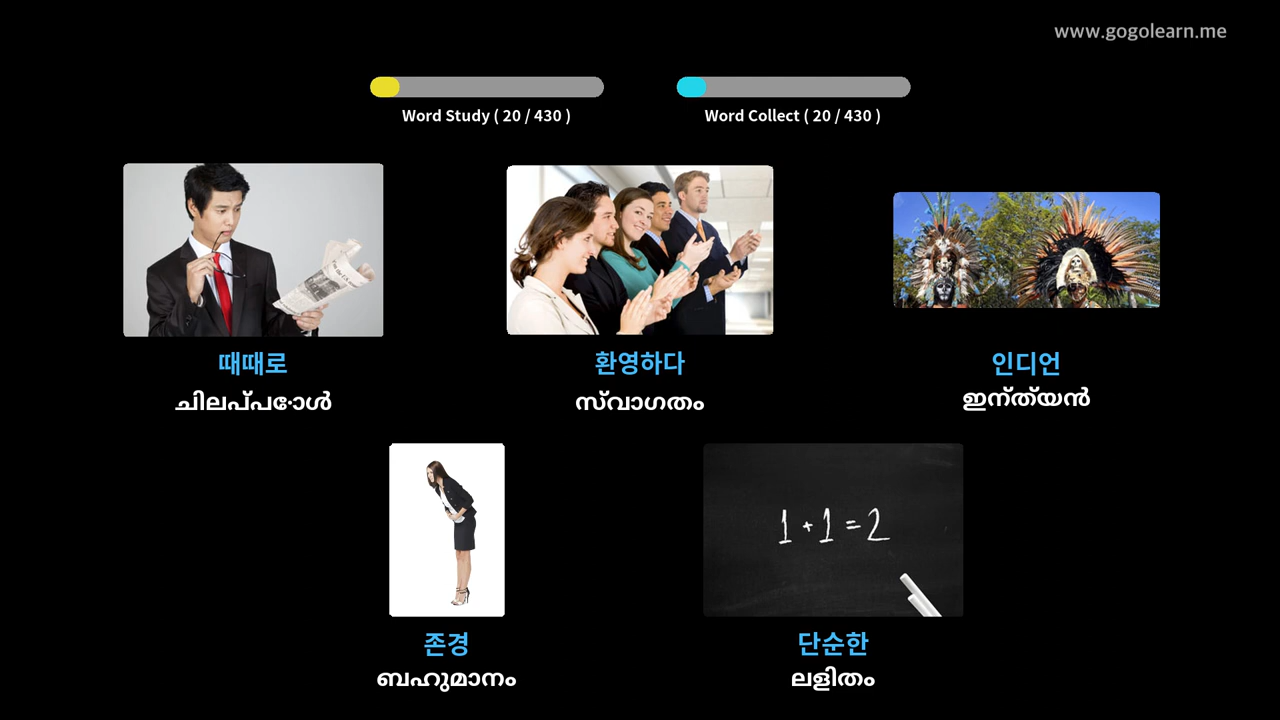 www.gogolearn.me
Word Study ( 20 / 430 )
Word Collect ( 20 / 430 )
때때로
환영하다
인디언
ചിലപ്പോൾ
സ്വാഗതം
ഇന്ത്യൻ
1 + 1 = 2
존경
단순한
ബഹുമാനം
ലളിതം